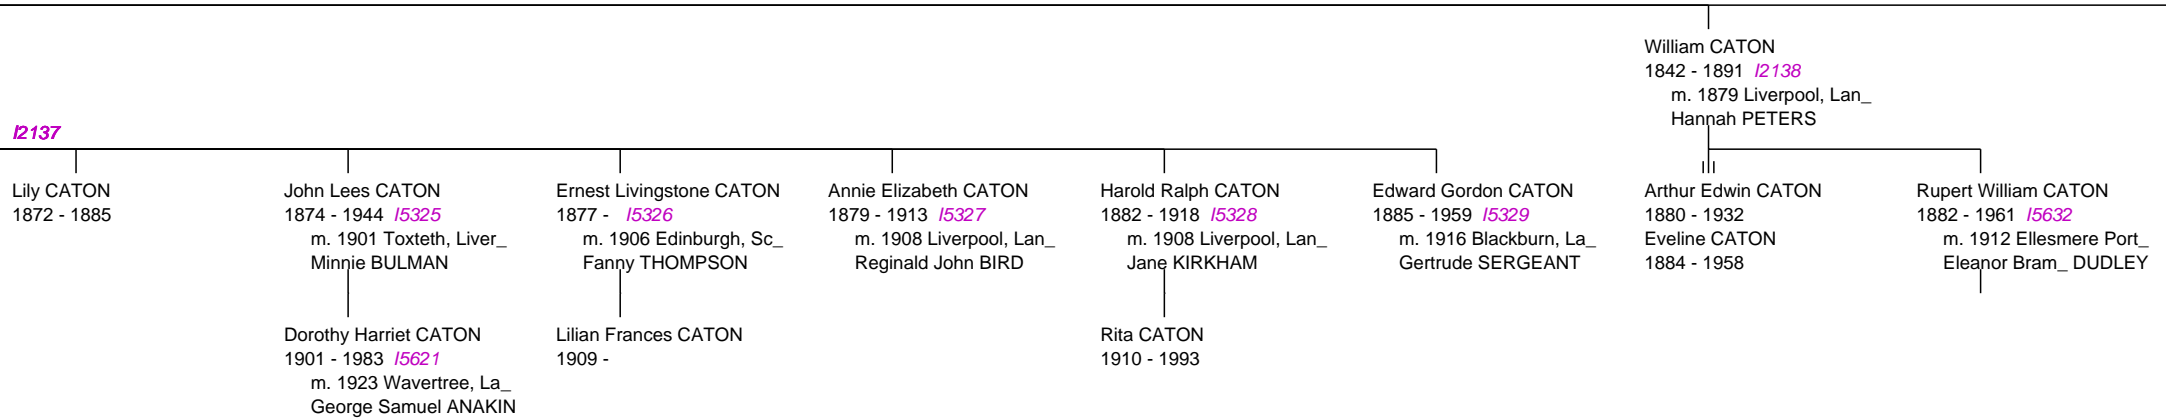 William CATON
1842 - 1891 I2138
m. 1879 Liverpool, Lan_
Hannah PETERS
I2137
Lily CATON
1872 - 1885
John Lees CATON
1874 - 1944 I5325
m. 1901 Toxteth, Liver_
Minnie BULMAN
Ernest Livingstone CATON
1877 - I5326
m. 1906 Edinburgh, Sc_
Fanny THOMPSON
Annie Elizabeth CATON
1879 - 1913 I5327
m. 1908 Liverpool, Lan_
Reginald John BIRD
Harold Ralph CATON
1882 - 1918 I5328
m. 1908 Liverpool, Lan_
Jane KIRKHAM
Edward Gordon CATON
1885 - 1959 I5329
m. 1916 Blackburn, La_
Gertrude SERGEANT
Arthur Edwin CATON
1880 - 1932
Eveline CATON
1884 - 1958
Rupert William CATON
1882 - 1961 I5632
m. 1912 Ellesmere Port_
Eleanor Bram_ DUDLEY
Dorothy Harriet CATON
1901 - 1983 I5621
m. 1923 Wavertree, La_
George Samuel ANAKIN
Lilian Frances CATON
1909 -
Rita CATON
1910 - 1993